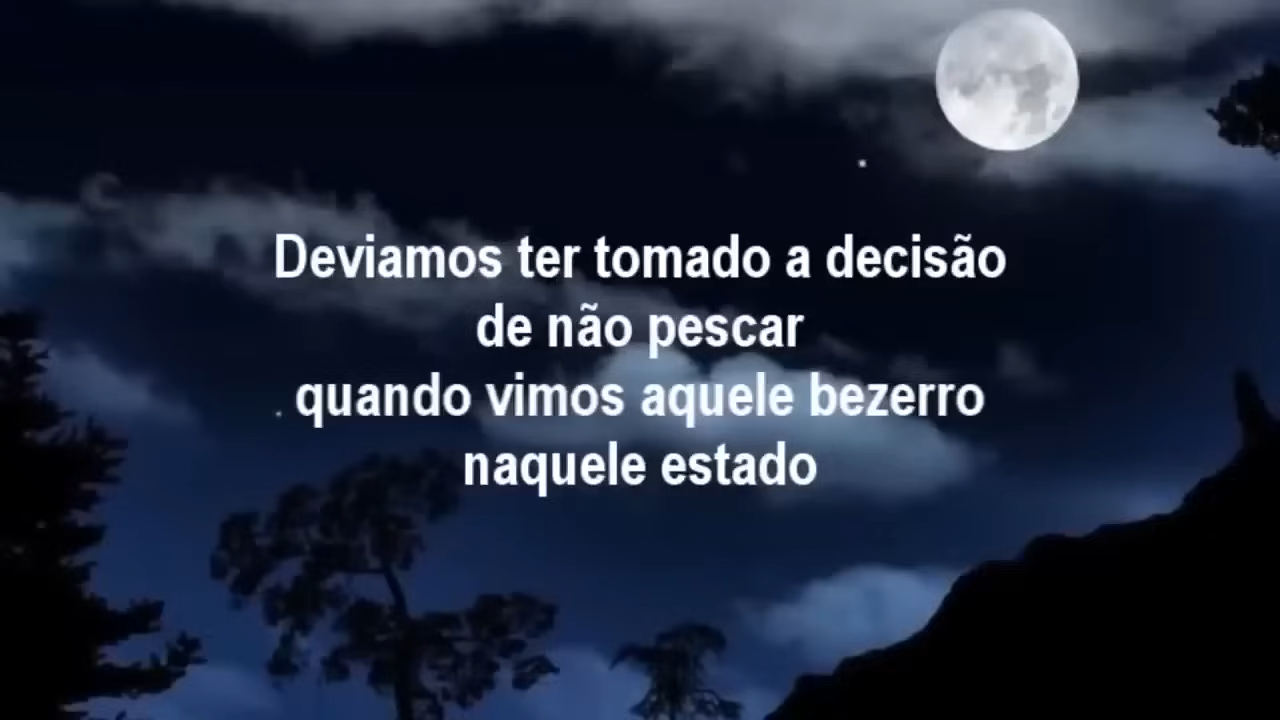 Deviamos ter tomado a decisão
de não pescar
quando vimos aquele bezerro
naquele estado